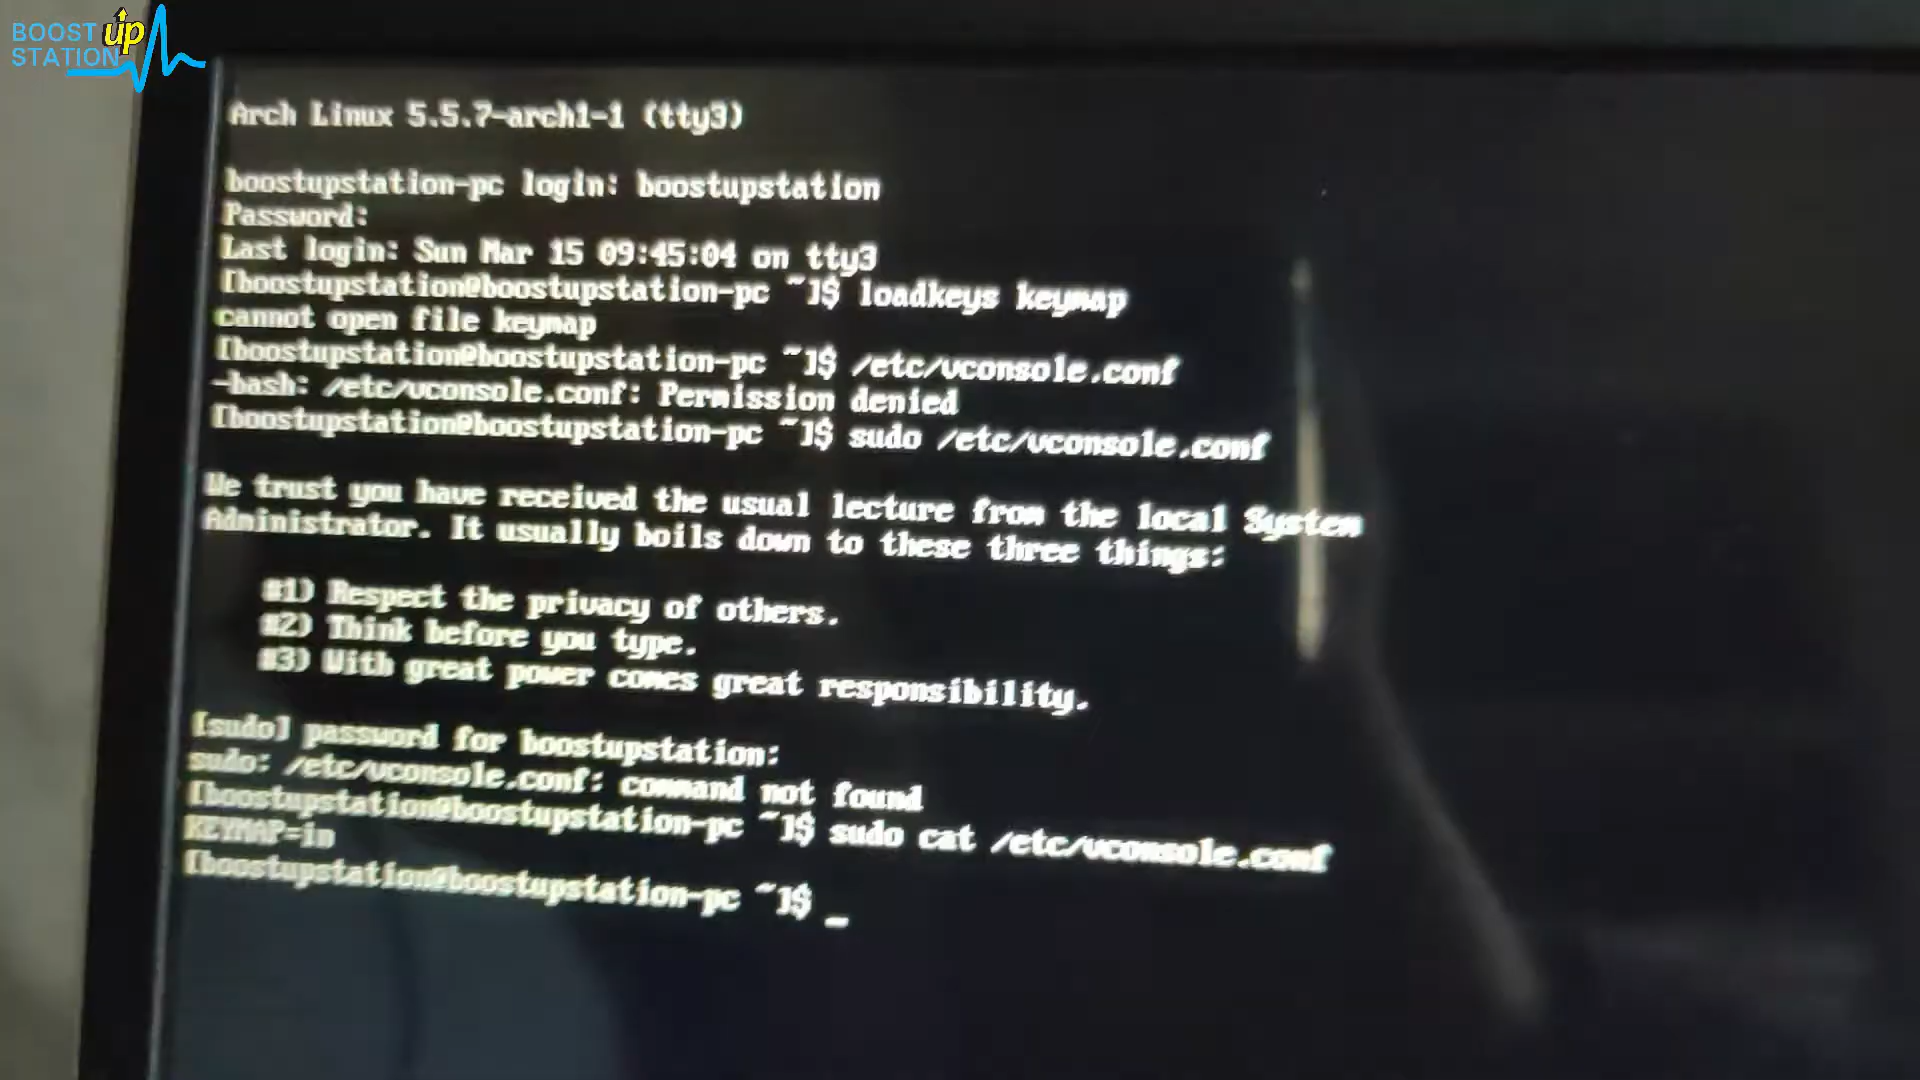 BOOST up
STATION
Arch Linux 5.5.7-arch1-1 (tty3)
boostupstation-pc login: boostupstation
Password:
Last login: Sun Mar 15 09:45:04 on tty3
[boostupstation@boostupstation-pc ~]$ loadkeys keymap
cannot open file keymap
[boostupstation@boostupstation-pc ~]$ /etc/vconsole.conf
-bash: /etc/vconsole.conf: Permission denied
[boostupstation@boostupstation-pc ~]$ sudo /etc/vconsole.conf
We trust you have received the usual lecture from the local System
Administrator. It usually boils down to these three things:
#1) Respect the privacy of others.
#2) Think before you type.
#3) With great power comes great responsibility.
[sudo] password for boostupstation:
sudo: /etc/vconsole.conf: command not found
[boostupstation@boostupstation-pc ~]$ sudo cat /etc/vconsole.conf
KEYMAP=in
[boostupstation@boostupstation-pc ~]$ _